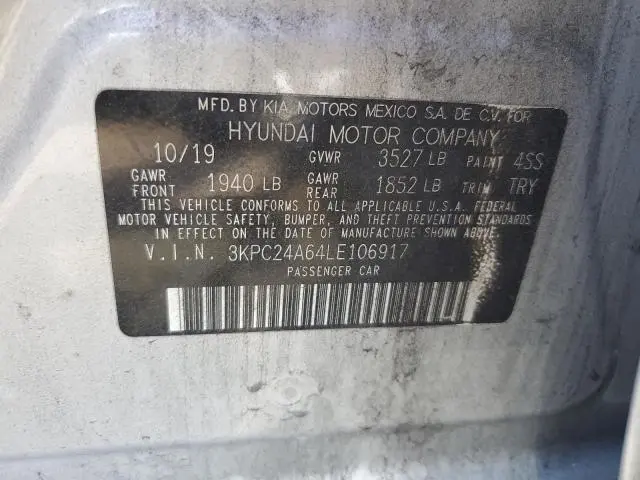 MFD. BY KIA MOTORS MEXICO S.A. DE C.V. FOR
HYUNDAI MOTOR COMPANY
10/19 GVWR 3527 LB PAINT 4SS
GAWR FRONT 1940 LB GAWR REAR 1852 LB TRIM TRY
THIS VEHICLE CONFORMS TO ALL APPLICABLE U.S.A. FEDERAL
MOTOR VEHICLE SAFETY, BUMPER, AND THEFT PREVENTION STANDARDS
IN EFFECT ON THE DATE OF MANUFACTURE SHOWN ABOVE.
V.I.N. 3KPC24A64LE106917
PASSENGER CAR